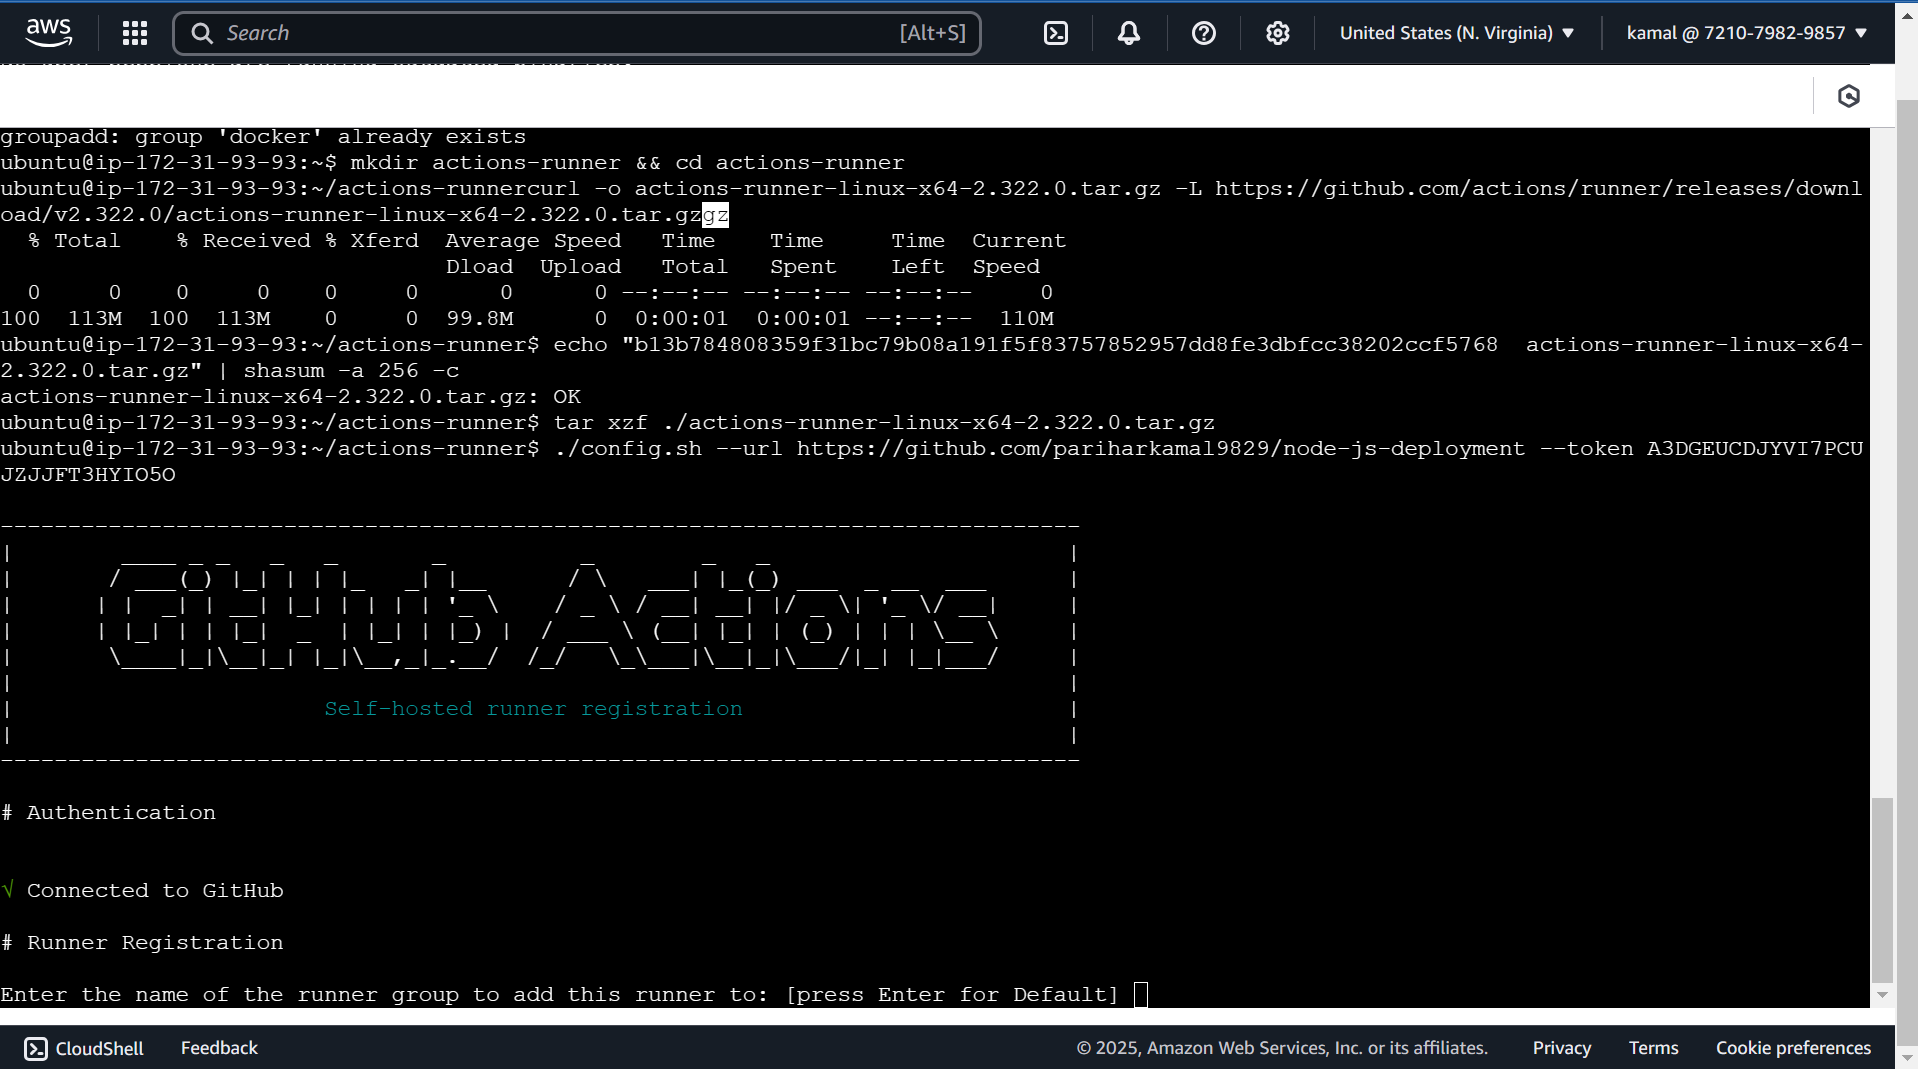 aws
Search [Alt+S]
United States (N. Virginia) ▼
kamal @ 7210-7982-9857 ▼
groupadd: group 'docker' already exists
ubuntu@ip-172-31-93-93:~$ mkdir actions-runner && cd actions-runner
ubuntu@ip-172-31-93-93:~/actions-runnercurl -o actions-runner-linux-x64-2.322.0.tar.gz -L https://github.com/actions/runner/releases/downl
oad/v2.322.0/actions-runner-linux-x64-2.322.0.tar.gzgz
% Total % Received % Xferd Average Speed Time Time Time Current
Dload Upload Total Spent Left Speed
0 0 0 0 0 0 0 0 --:--:-- --:--:-- --:--:-- 0
100 113M 100 113M 0 0 99.8M 0 0:00:01 0:00:01 --:--:-- 110M
ubuntu@ip-172-31-93-93:~/actions-runner$ echo "b13b784808359f31bc79b08a191f5f83757852957dd8fe3dbfcc38202ccf5768  actions-runner-linux-x64-
2.322.0.tar.gz" | shasum -a 256 -c
actions-runner-linux-x64-2.322.0.tar.gz: OK
ubuntu@ip-172-31-93-93:~/actions-runner$ tar xzf ./actions-runner-linux-x64-2.322.0.tar.gz
ubuntu@ip-172-31-93-93:~/actions-runner$ ./config.sh --url https://github.com/pariharkamal9829/node-js-deployment --token A3DGEUCDJYVI7PCU
JZJJFT3HYIO5O
GitHub Actions
Self-hosted runner registration
# Authentication
√ Connected to GitHub
# Runner Registration
Enter the name of the runner group to add this runner to: [press Enter for Default]
CloudShell Feedback © 2025, Amazon Web Services, Inc. or its affiliates. Privacy Terms Cookie preferences